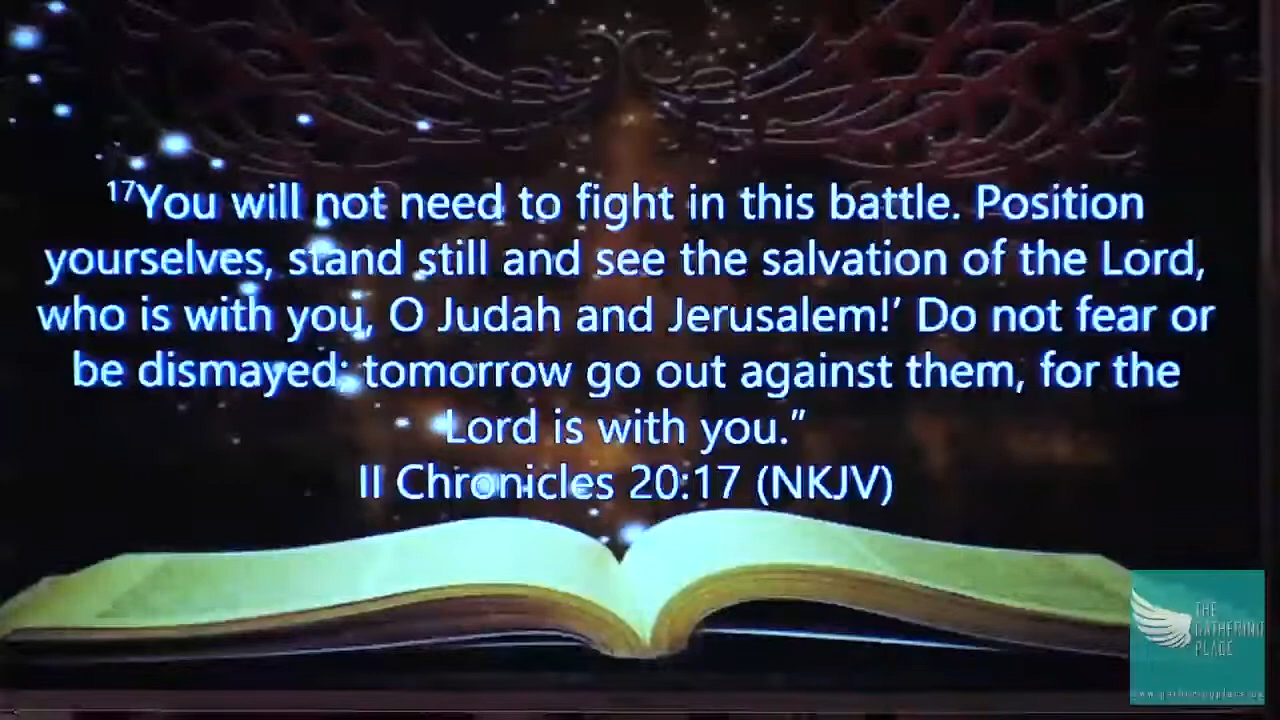 ¹⁷You will not need to fight in this battle. Position
yourselves, stand still and see the salvation of the Lord,
who is with you, O Judah and Jerusalem!’ Do not fear or
be dismayed; tomorrow go out against them, for the
Lord is with you.”
II Chronicles 20:17 (NKJV)
THE
GATHERING
PLACE